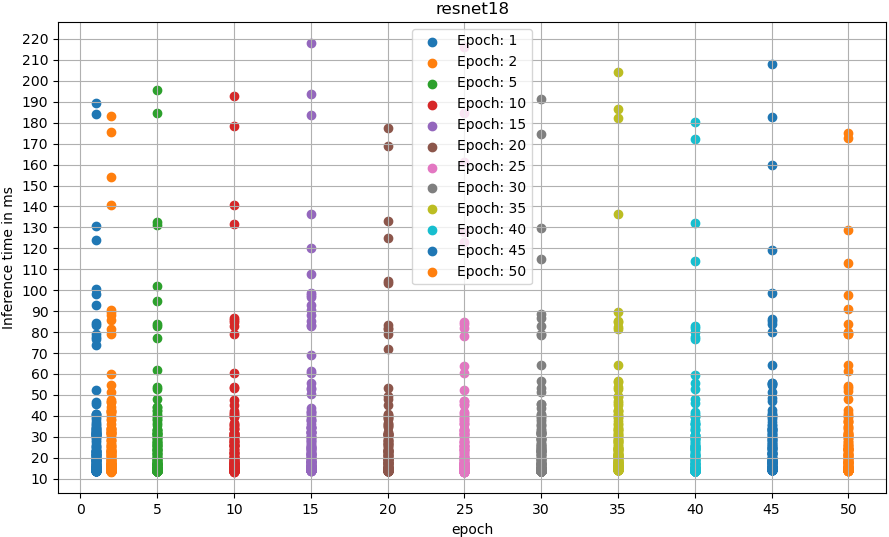 resnet18
Inference time in ms
220
210
200
190
180
170
160
150
140
130
120
110
100
90
80
70
60
50
40
30
20
10
Epoch: 1
Epoch: 2
Epoch: 5
Epoch: 10
Epoch: 15
Epoch: 20
Epoch: 25
Epoch: 30
Epoch: 35
Epoch: 40
Epoch: 45
Epoch: 50
0 5 10 15 20 25 30 35 40 45 50
epoch